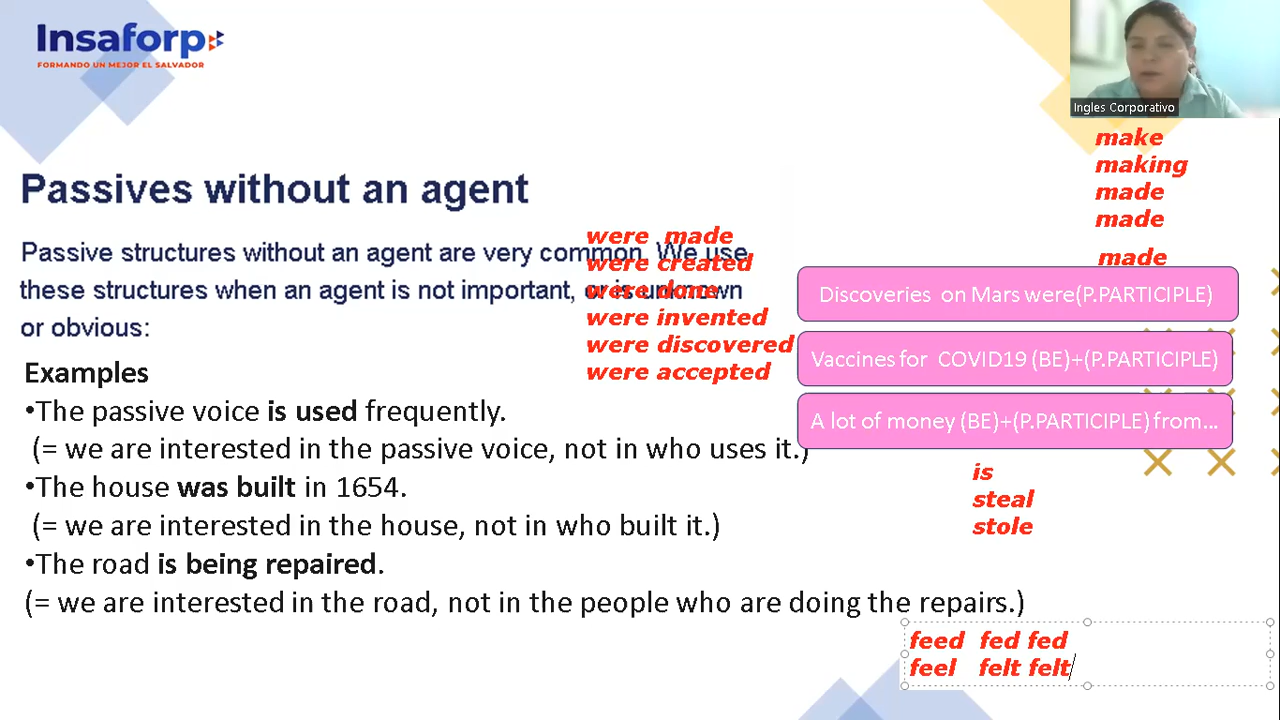 Insaforp
FORMANDO UN MEJOR EL SALVADOR
Ingles Corporativo
make
making
made
made
made
Passives without an agent
Passive structures without an agent are very common. We use
these structures when an agent is not important, or is unknown
or obvious:
were made
were created
were done
were invented
were discovered
were accepted
Discoveries on Mars were(P.PARTICIPLE)
Vaccines for COVID19 (BE)+(P.PARTICIPLE)
A lot of money (BE)+(P.PARTICIPLE) from...
is
steal
stole
Examples
•The passive voice is used frequently.
(= we are interested in the passive voice, not in who uses it.)
•The house was built in 1654.
(= we are interested in the house, not in who built it.)
•The road is being repaired.
(= we are interested in the road, not in the people who are doing the repairs.)
feed fed fed
feel felt felt